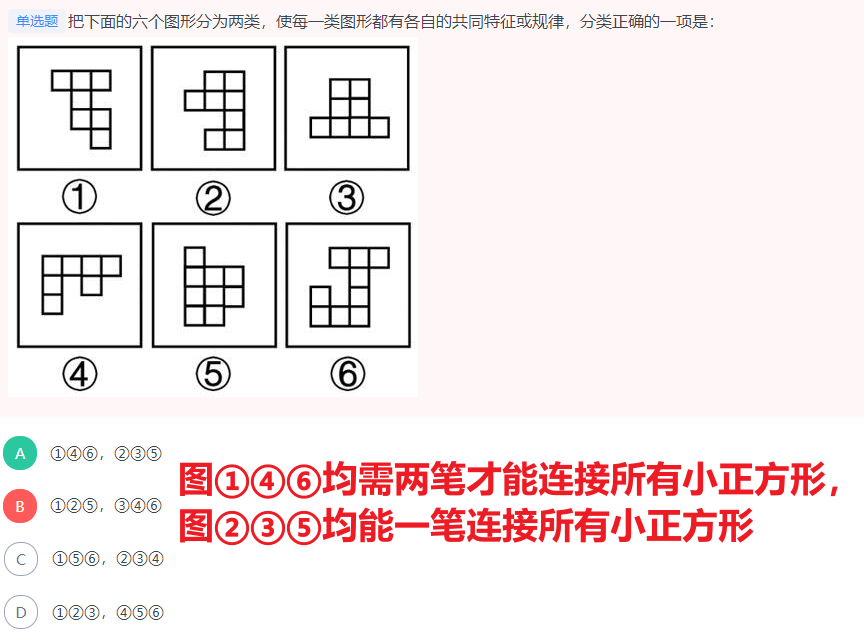 单选题 把下面的六个图形分为两类，使每一类图形都有各自的共同特征或规律，分类正确的一项是：
① ② ③
④ ⑤ ⑥
A ①④⑥，②③⑤
B ①②⑤，③④⑥
C ①⑤⑥，②③④
D ①②③，④⑤⑥
图①④⑥均需两笔才能连接所有小正方形，
图②③⑤均能一笔连接所有小正方形